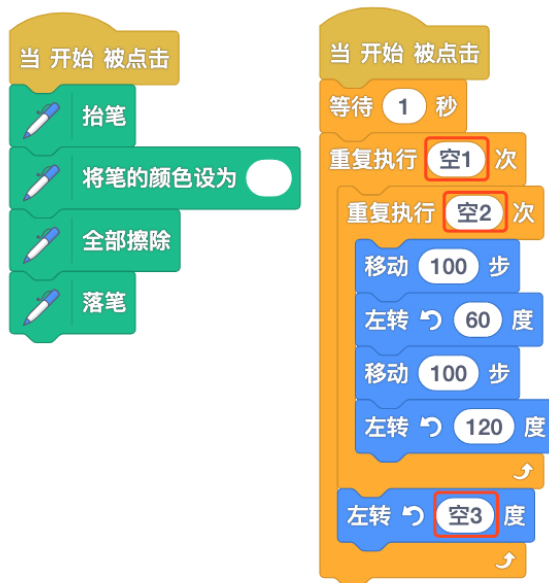 当 开始 被点击
抬笔
将笔的颜色设为
全部擦除
落笔
当 开始 被点击
等待 1 秒
重复执行 空1 次
重复执行 空2 次
移动 100 步
左转 60 度
移动 100 步
左转 120 度
左转 空3 度